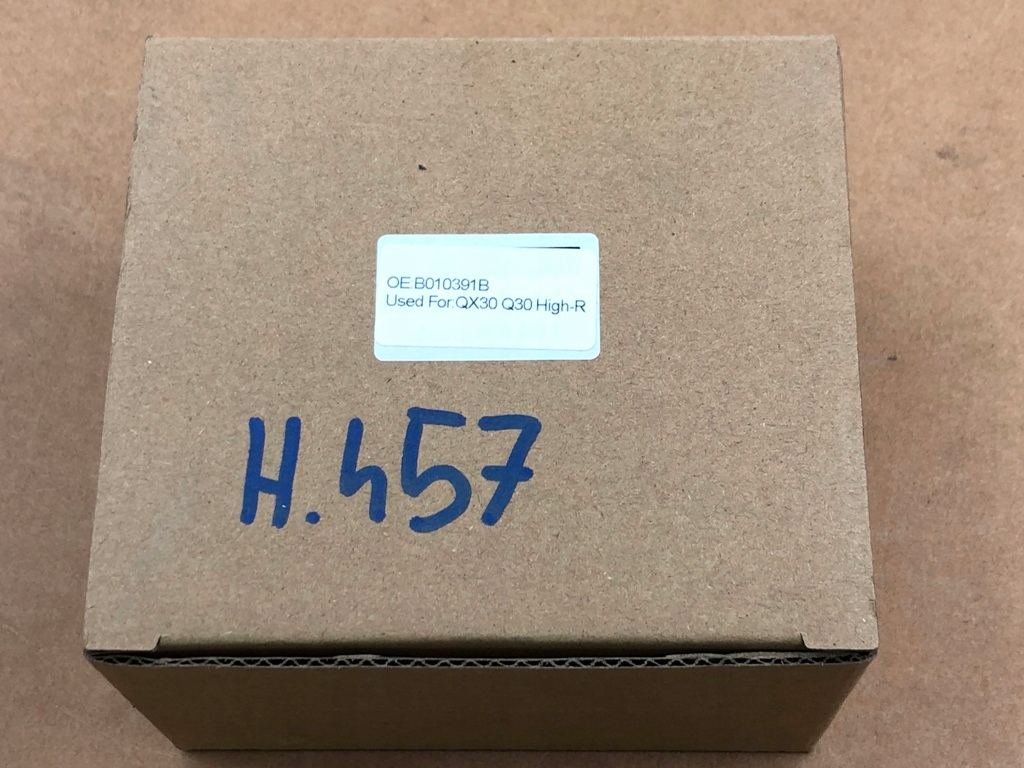 OE:B010391B
Used For:QX30 Q30 High-R
H.457